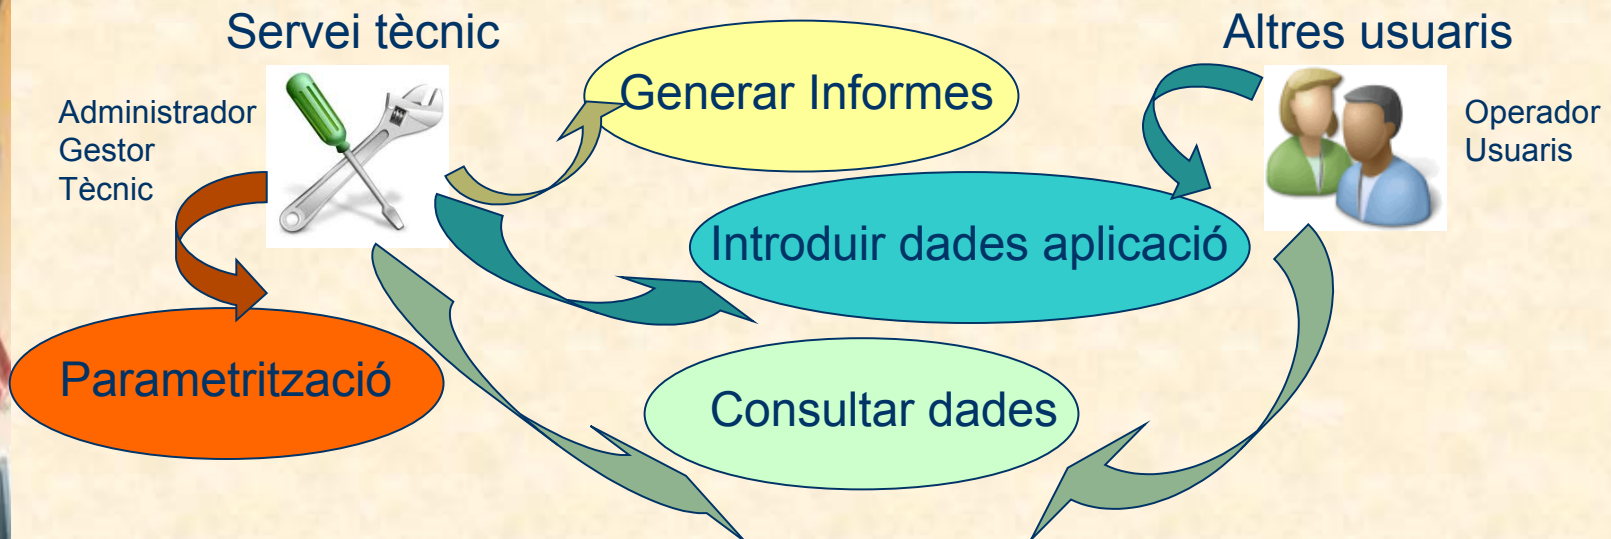 Servei tècnic
Altres usuaris
Administrador
Gestor
Tècnic
Generar Informes
Operador
Usuaris
Introduir dades aplicació
Parametrització
Consultar dades